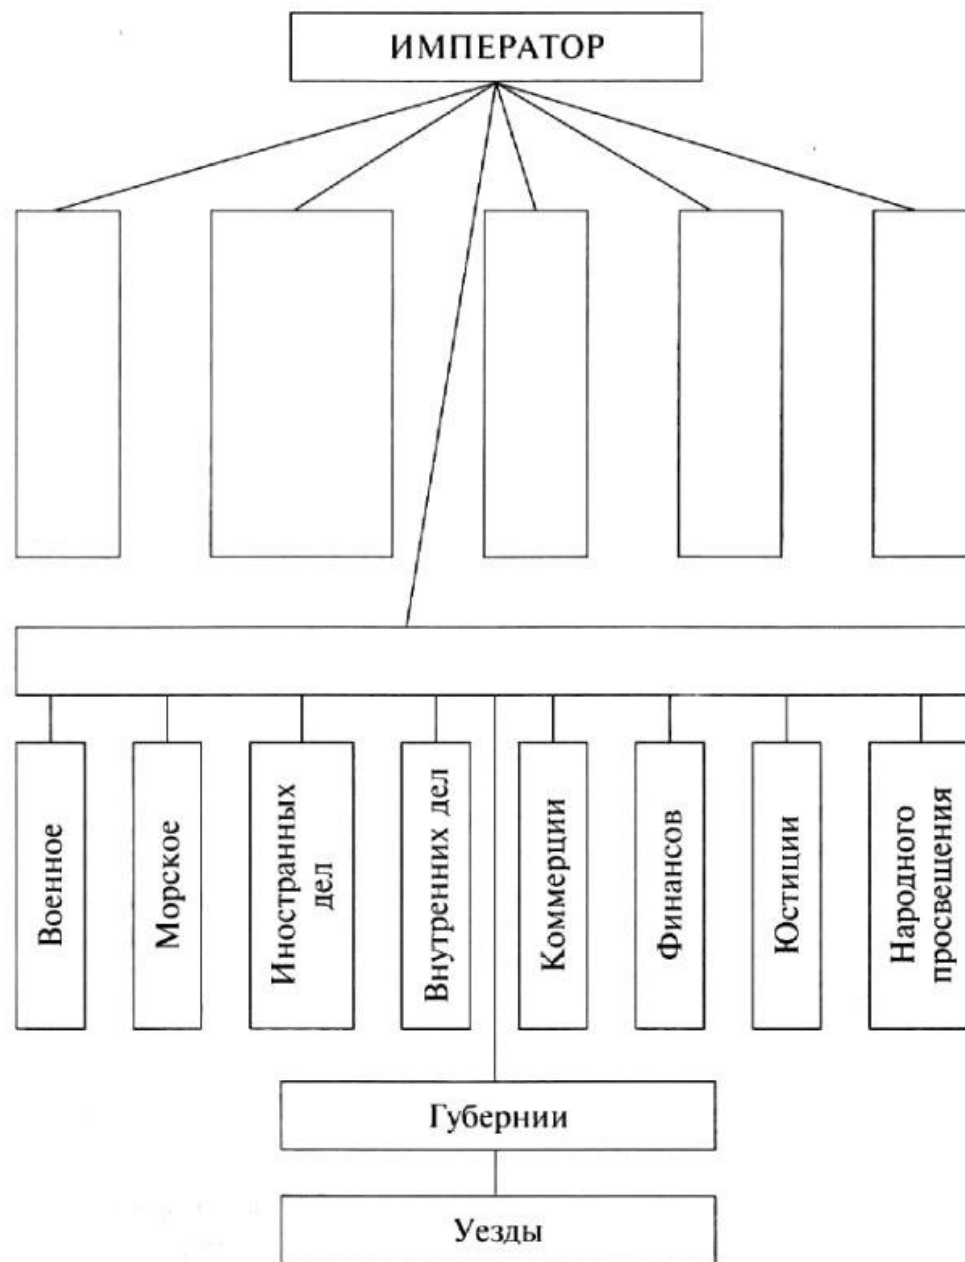 ИМПЕРАТОР
Военное
Морское
Иностранных
дел
Внутренних дел
Коммерции
Финансов
Юстиции
Народного
просвещения
Губернии
Уезды